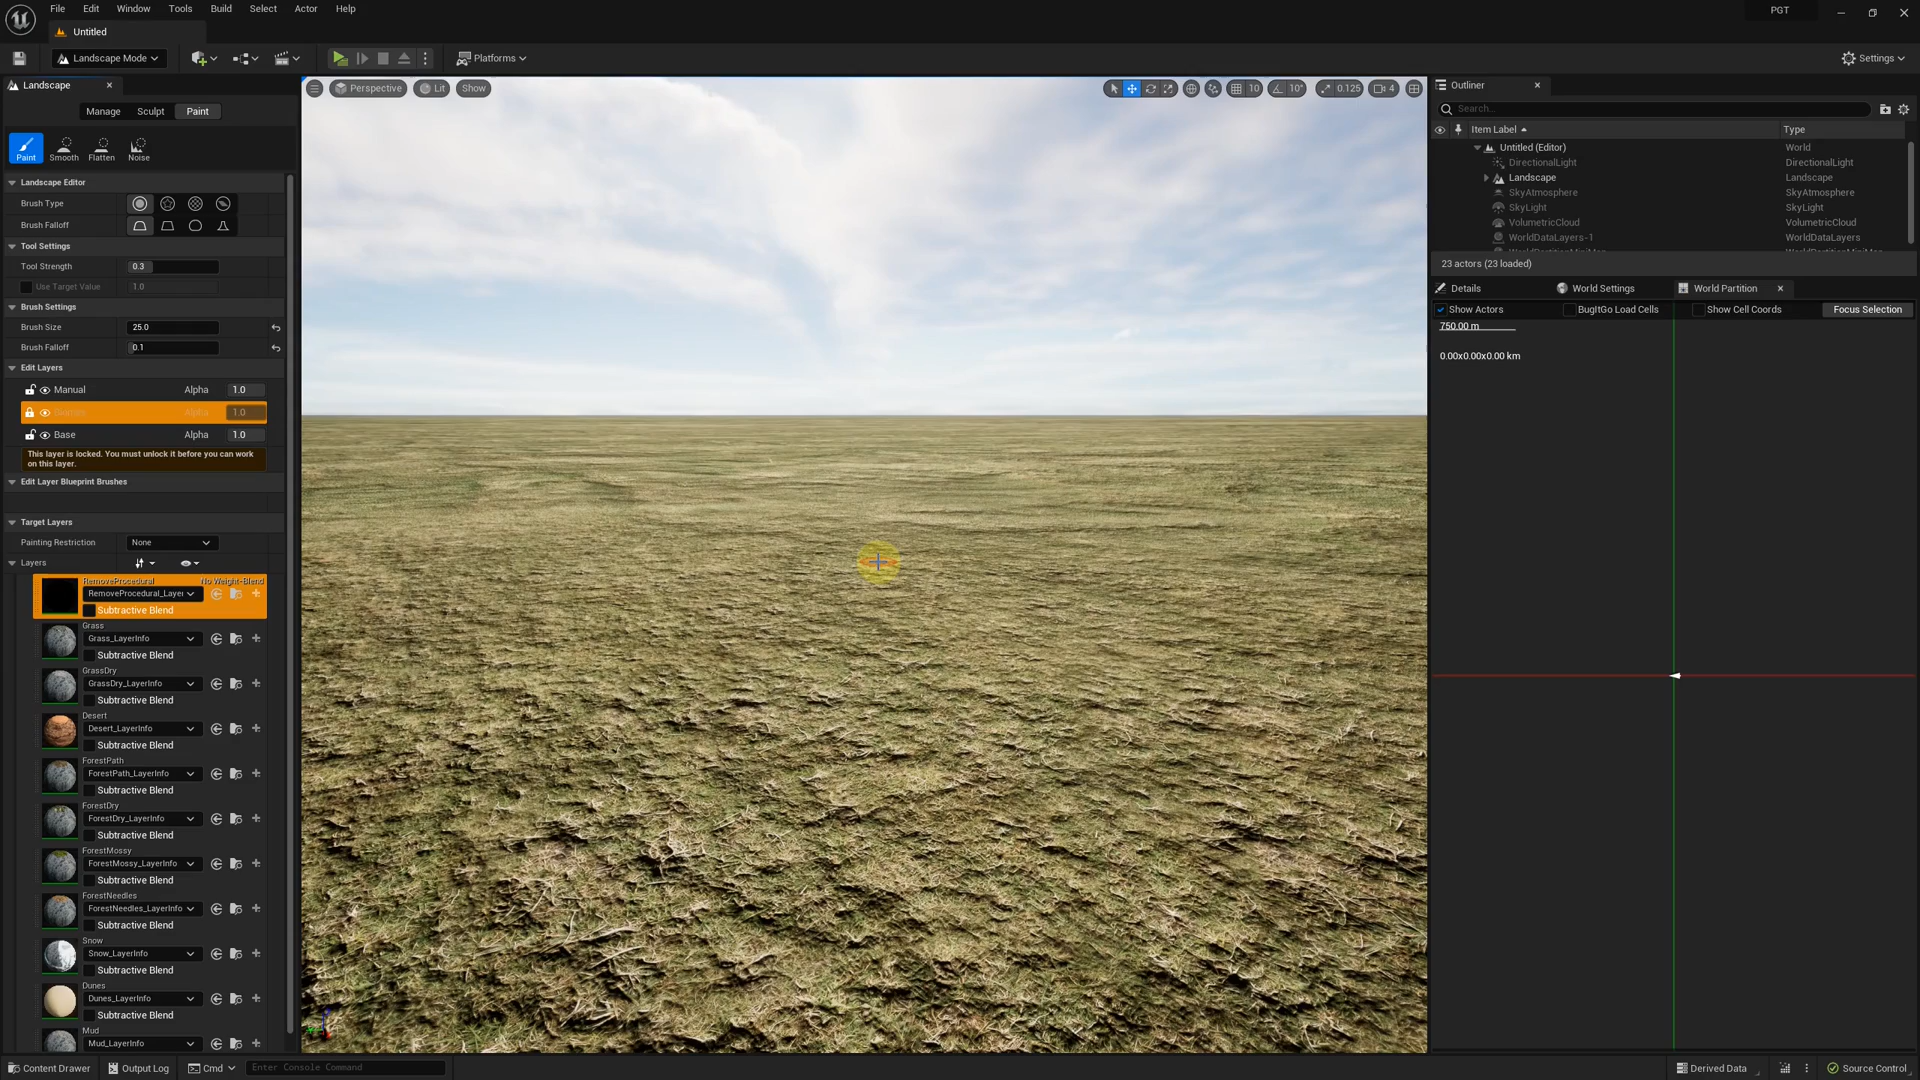 File Edit Window Tools Build Select Actor Help
PGT
Untitled
Landscape Mode
Platforms
Settings
Landscape
Manage Sculpt Paint
Paint Smooth Flatten Noise
Landscape Editor
Brush Type
Brush Falloff
Tool Settings
Tool Strength 0.3
Use Target Value 1.0
Brush Settings
Brush Size 25.0
Brush Falloff 0.1
Edit Layers
Manual Alpha 1.0
Alpha 1.0
Base Alpha 1.0
This layer is locked. You must unlock it before you can work
on this layer.
Edit Layer Blueprint Brushes
Target Layers
Painting Restriction None
Layers
RemoveProcedural No Weight-Blend
RemoveProcedural_Layer
Subtractive Blend
Grass
Grass_LayerInfo
Subtractive Blend
GrassDry
GrassDry_LayerInfo
Subtractive Blend
Desert
Desert_LayerInfo
Subtractive Blend
ForestPath
ForestPath_LayerInfo
Subtractive Blend
ForestDry
ForestDry_LayerInfo
Subtractive Blend
ForestMossy
ForestMossy_LayerInfo
Subtractive Blend
ForestNeedles
ForestNeedles_LayerInfo
Subtractive Blend
Snow
Snow_LayerInfo
Subtractive Blend
Dunes
Dunes_LayerInfo
Subtractive Blend
Mud
Mud_LayerInfo
Perspective Lit Show
10 10° 0.125 4
Outliner
Search...
Item Label Type
Untitled (Editor) World
DirectionalLight DirectionalLight
Landscape Landscape
SkyAtmosphere SkyAtmosphere
SkyLight SkyLight
VolumetricCloud VolumetricCloud
WorldDataLayers-1 WorldDataLayers
23 actors (23 loaded)
Details World Settings World Partition
Show Actors BugItGo Load Cells Show Cell Coords Focus Selection
750.00 m
0.00x0.00x0.00 km
Content Drawer Output Log Cmd Enter Console Command
Derived Data Source Control